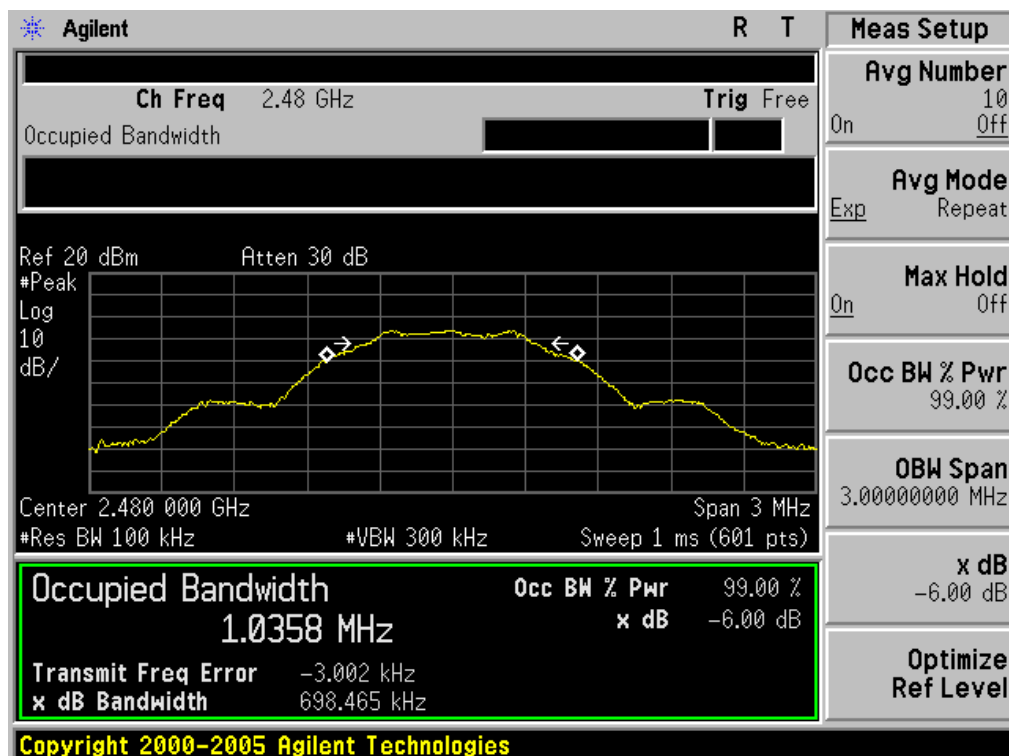 Agilent R T
Ch Freq 2.48 GHz Trig Free
Occupied Bandwidth
Ref 20 dBm Atten 30 dB
#Peak
Log
10
dB/
Center 2.480 000 GHz Span 3 MHz
#Res BW 100 kHz #VBW 300 kHz Sweep 1 ms (601 pts)
Occupied Bandwidth
1.0358 MHz
Occ BW % Pwr 99.00 %
x dB -6.00 dB
Transmit Freq Error -3.002 kHz
x dB Bandwidth 698.465 kHz
Copyright 2000-2005 Agilent Technologies
Meas Setup
Avg Number
10
On Off
Avg Mode
Exp Repeat
Max Hold
On Off
Occ BW % Pwr
99.00 %
OBW Span
3.00000000 MHz
x dB
-6.00 dB
Optimize
Ref Level